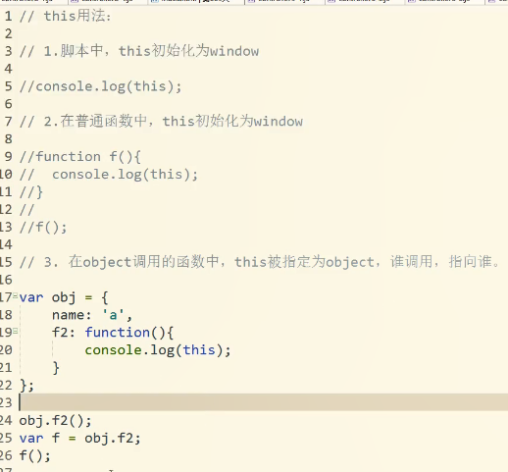 1 // this用法:
2
3 // 1.脚本中，this初始化为window
4
5 //console.log(this);
6
7 // 2.在普通函数中，this初始化为window
8
9 //function f(){
10 //  console.log(this);
11 //}
12 //
13 //f();
14
15 // 3. 在object调用的函数中，this被指定为object，谁调用，指向谁。
16
17 var obj = {
18     name: 'a',
19     f2: function(){
20         console.log(this);
21     }
22 };
23
24 obj.f2();
25 var f = obj.f2;
26 f();